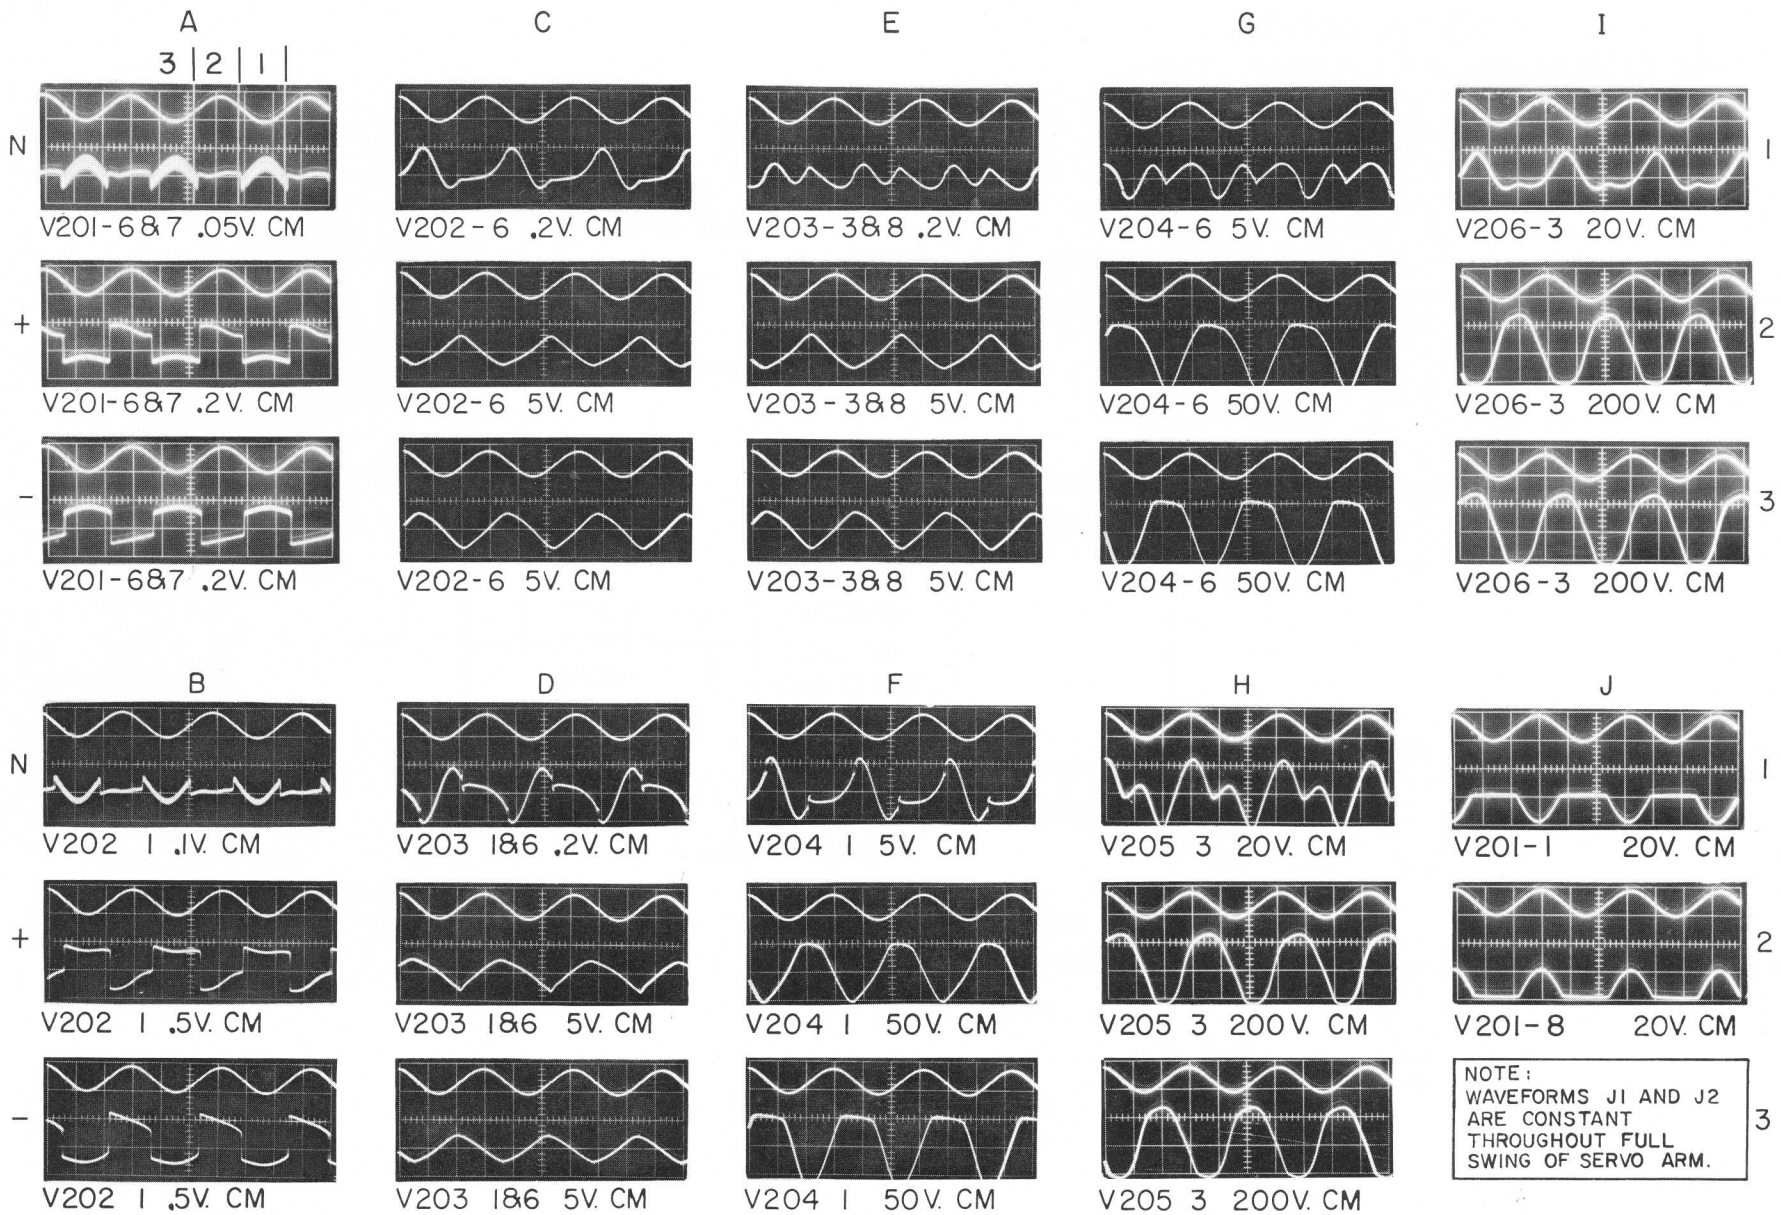 A C E G I
3 | 2 | 1 |
N 1
V201-6&7 .05V. CM V202-6 .2V. CM V203-3&8 .2V. CM V204-6 5V. CM V206-3 20V. CM
+ 2
V201-6&7 .2V. CM V202-6 5V. CM V203-3&8 5V. CM V204-6 50V. CM V206-3 200V. CM
- 3
V201-6&7 .2V. CM V202-6 5V. CM V203-3&8 5V. CM V204-6 50V. CM V206-3 200V. CM
B D F H J
N 1
V202 1 .1V. CM V203 1&6 .2V. CM V204 1 5V. CM V205 3 20V. CM V201-1 20V. CM
+ 2
V202 1 .5V. CM V203 1&6 5V. CM V204 1 50V. CM V205 3 200V. CM V201-8 20V. CM
- 3
V202 1 .5V. CM V203 1&6 5V. CM V204 1 50V. CM V205 3 200V. CM
NOTE:
WAVEFORMS J1 AND J2
ARE CONSTANT
THROUGHOUT FULL
SWING OF SERVO ARM.